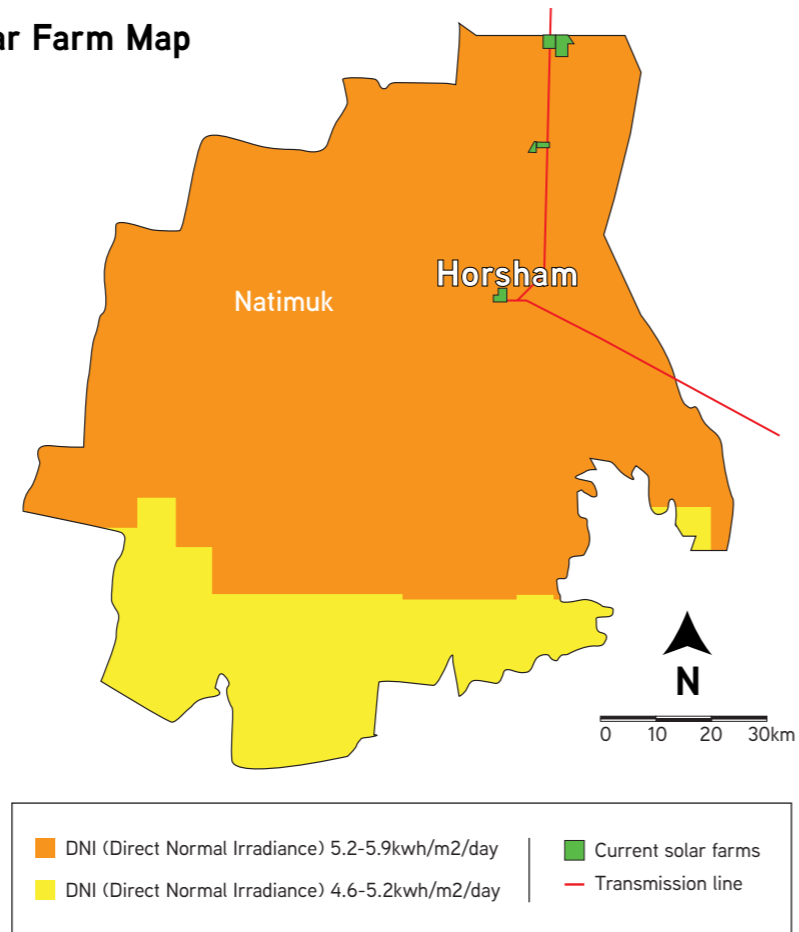 ar Farm Map
Horsham
Natimuk
N
0 10 20 30km
DNI (Direct Normal Irradiance) 5.2-5.9kwh/m2/day
DNI (Direct Normal Irradiance) 4.6-5.2kwh/m2/day
Current solar farms
Transmission line